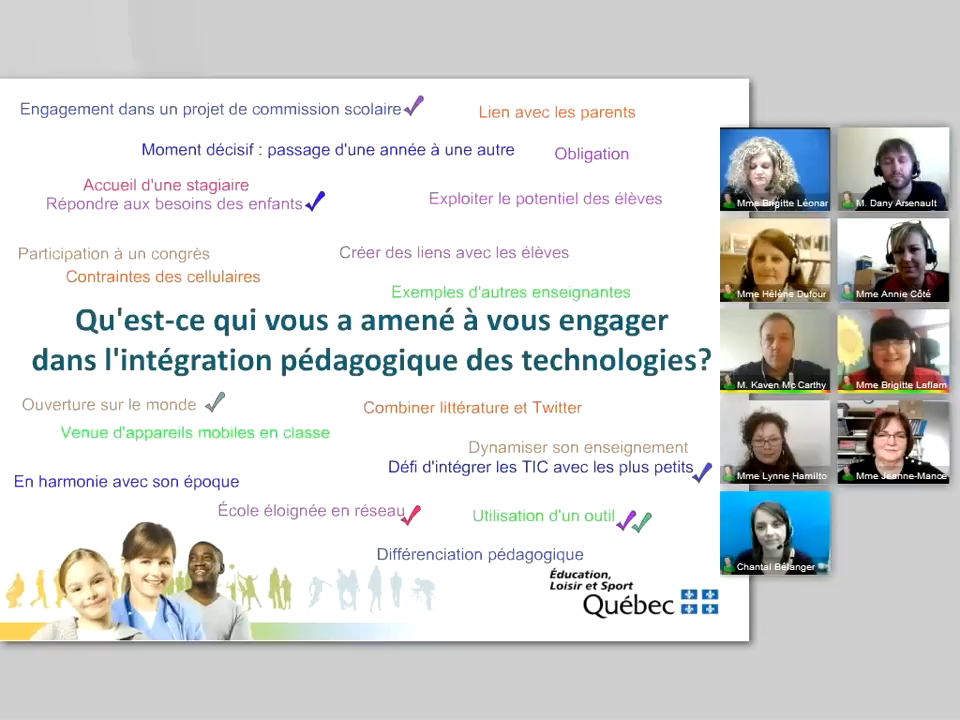 Engagement dans un projet de commission scolaire
Lien avec les parents
Moment décisif : passage d'une année à une autre
Obligation
Accueil d'une stagiaire
Répondre aux besoins des enfants
Exploiter le potentiel des élèves
Participation à un congrès
Créer des liens avec les élèves
Contraintes des cellulaires
Exemples d'autres enseignantes
Qu'est-ce qui vous a amené à vous engager
dans l'intégration pédagogique des technologies?
Ouverture sur le monde
Combiner littérature et Twitter
Venue d'appareils mobiles en classe
Dynamiser son enseignement
Défi d'intégrer les TIC avec les plus petits
En harmonie avec son époque
École éloignée en réseau
Utilisation d'un outil
Différenciation pédagogique
Éducation,
Loisir et Sport
Québec
Mme Brigitte Léonar
M. Dany Arsenault
Mme Hélène Dufour
Mme Annie Côté
M. Kaven Mc Carthy
Mme Brigitte Laflam
Mme Lynne Hamilto
Mme Jeanne-Mance
Chantal Bélanger